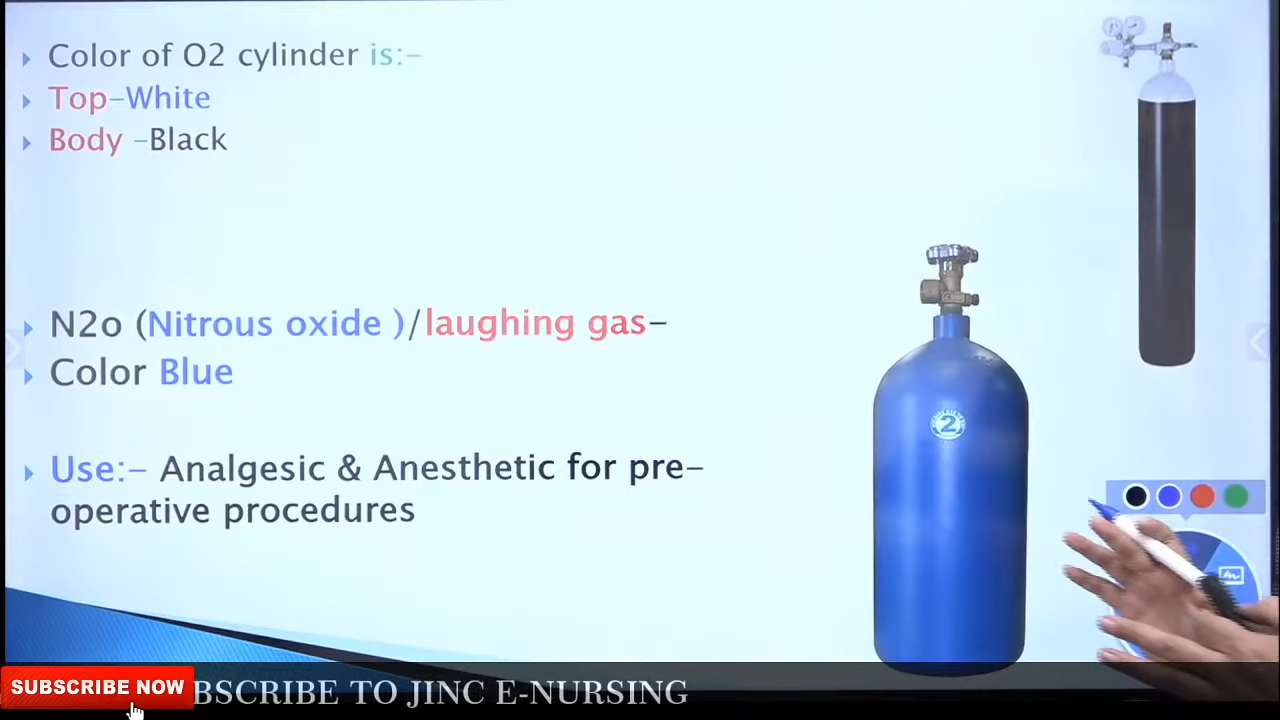 Color of O2 cylinder is:-
Top-White
Body -Black
N2o (Nitrous oxide )/laughing gas-
Color Blue
2
Use:- Analgesic & Anesthetic for pre-
operative procedures
SUBSCRIBE NOW
BSCRIBE TO JINC E-NURSING